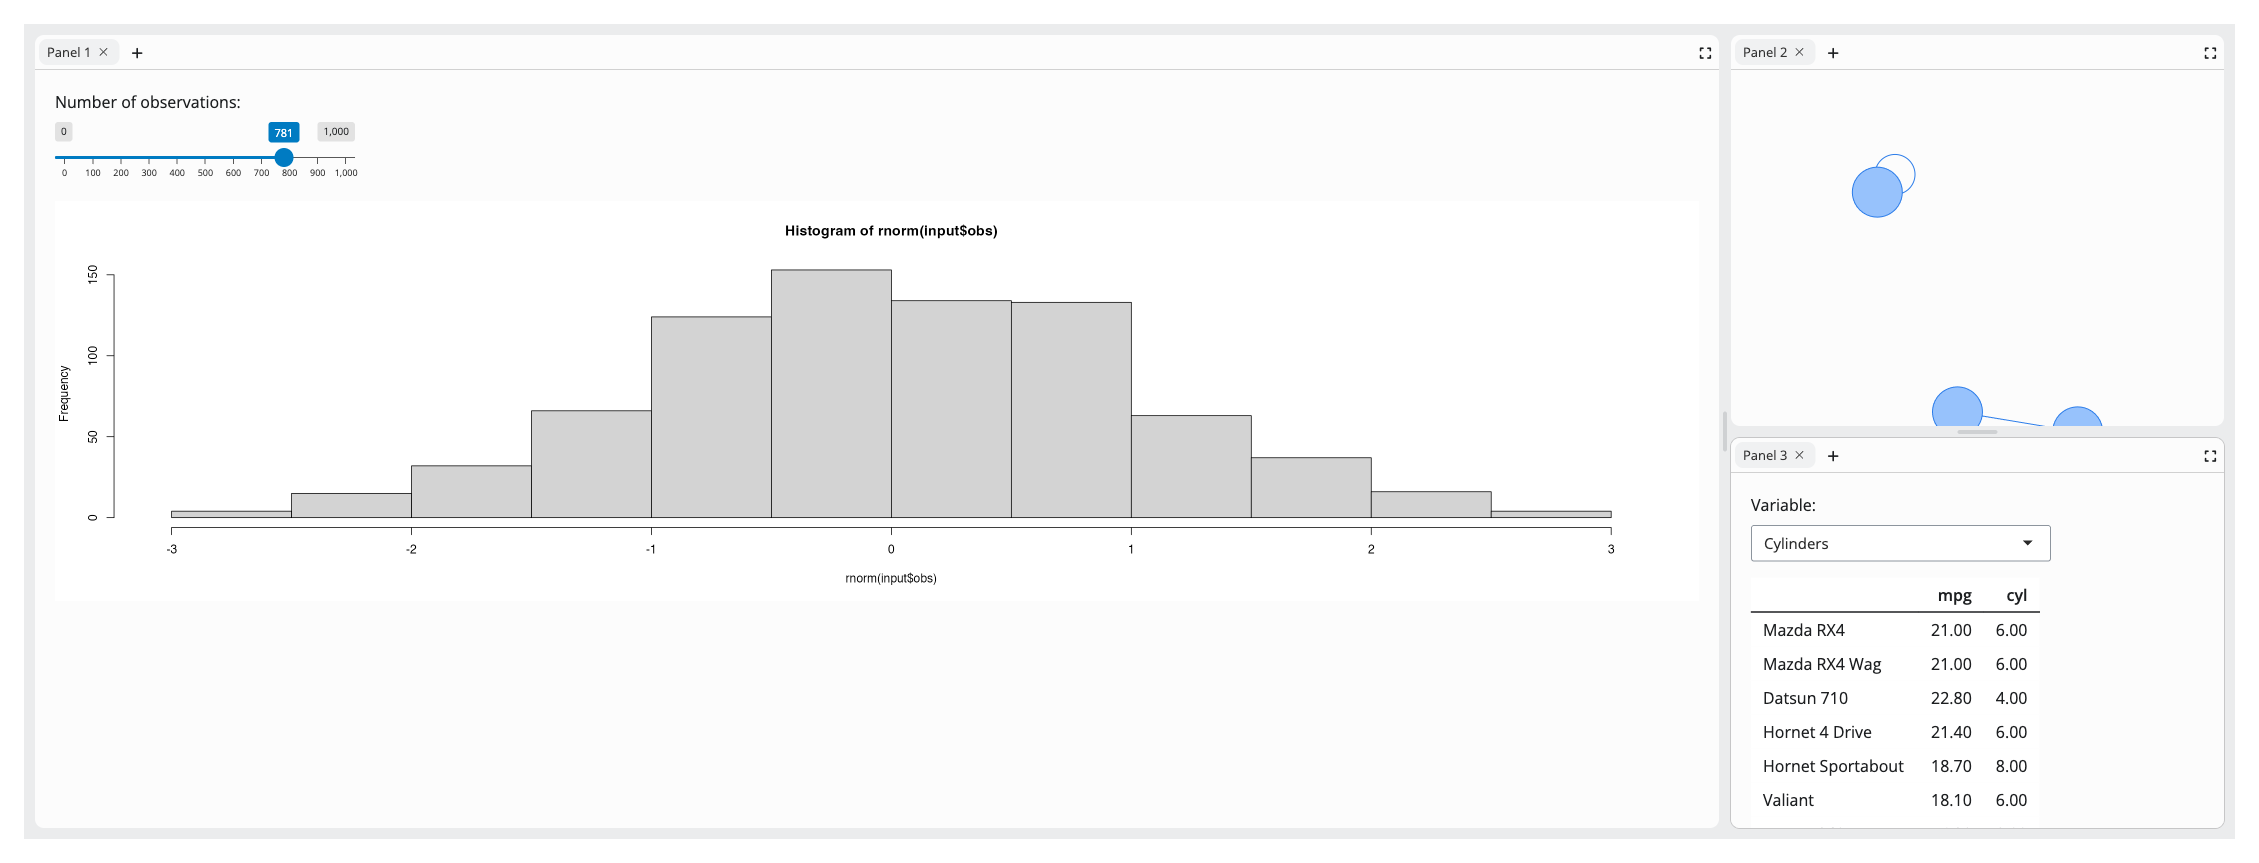 Panel 1
Number of observations:
0 781 1,000
0 100 200 300 400 500 600 700 800 900 1,000
Histogram of rnorm(input$obs)
Frequency
150
100
50
0
-3 -2 -1 0 1 2 3
rnorm(input$obs)
Panel 2
Panel 3
Variable:
Cylinders
mpg cyl
Mazda RX4 21.00 6.00
Mazda RX4 Wag 21.00 6.00
Datsun 710 22.80 4.00
Hornet 4 Drive 21.40 6.00
Hornet Sportabout 18.70 8.00
Valiant 18.10 6.00